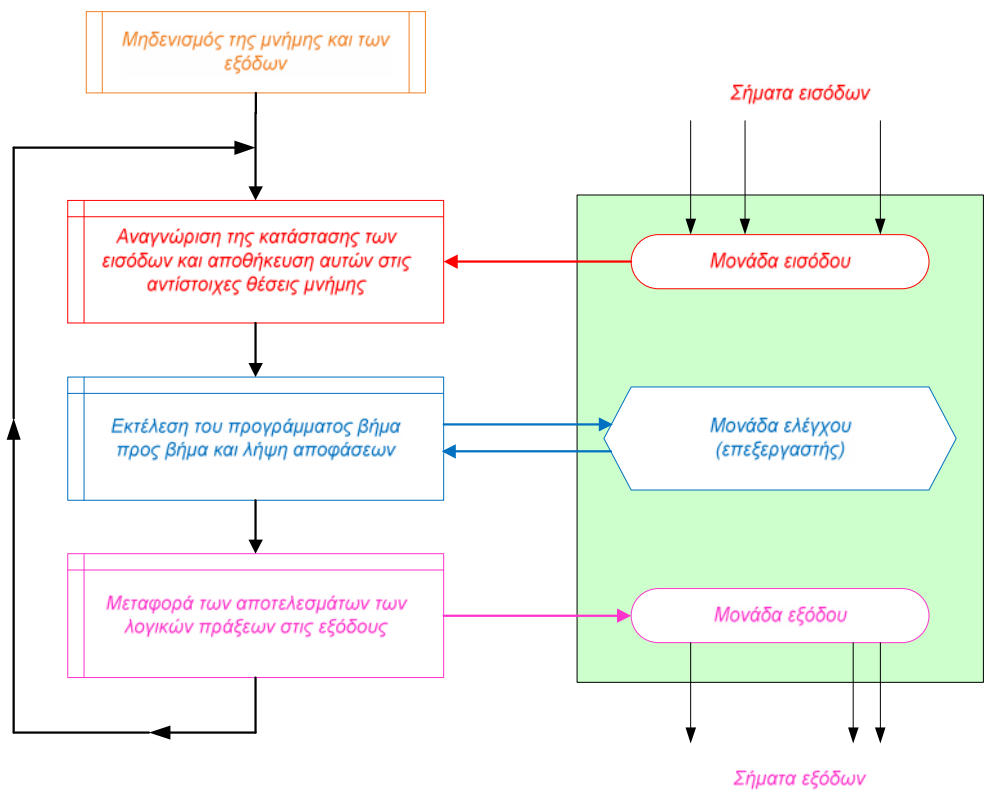 Μηδενισμός της μνήμης και των
εξόδων
Σήματα εισόδων
Αναγνώριση της κατάστασης των
εισόδων και αποθήκευση αυτών στις
αντίστοιχες θέσεις μνήμης
Μονάδα εισόδου
Εκτέλεση του προγράμματος βήμα
προς βήμα και λήψη αποφάσεων
Μονάδα ελέγχου
(επεξεργαστής)
Μεταφορά των αποτελεσμάτων των
λογικών πράξεων στις εξόδους
Μονάδα εξόδου
Σήματα εξόδων